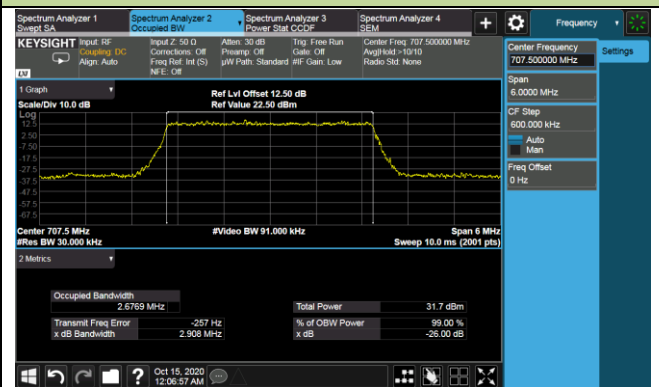 Spectrum Analyzer 1
Swept SA
Spectrum Analyzer 2
Occupied BW
Spectrum Analyzer 3
Power Stat CCDF
Spectrum Analyzer 4
SEM
+
Frequency
KEYSIGHT
Input: RF
Coupling: DC
Align: Auto
Input Z: 50 Ω
Corrections: Off
Freq Ref: Int (S)
NFE: Off
Atten: 30 dB
Preamp: Off
µW Path: Standard
Trig: Free Run
Gate: Off
#IF Gain: Low
Center Freq: 707.500000 MHz
Avg|Hold:>10/10
Radio Std: None
LXI
Center Frequency
707.500000 MHz
Settings
Span
6.0000 MHz
CF Step
600.000 kHz
Auto
Man
Freq Offset
0 Hz
1 Graph
Scale/Div 10.0 dB
Ref Lvl Offset 12.50 dB
Ref Value 22.50 dBm
Log
12.5
2.50
-7.50
-17.5
-27.5
-37.5
-47.5
-57.5
-67.5
Center 707.5 MHz
#Res BW 30.000 kHz
#Video BW 91.000 kHz
Span 6 MHz
Sweep 10.0 ms (2001 pts)
2 Metrics
Occupied Bandwidth
2.6769 MHz
Total Power 31.7 dBm
Transmit Freq Error -257 Hz
% of OBW Power 99.00 %
x dB Bandwidth 2.908 MHz
x dB -26.00 dB
?
Oct 15, 2020
12:06:57 AM